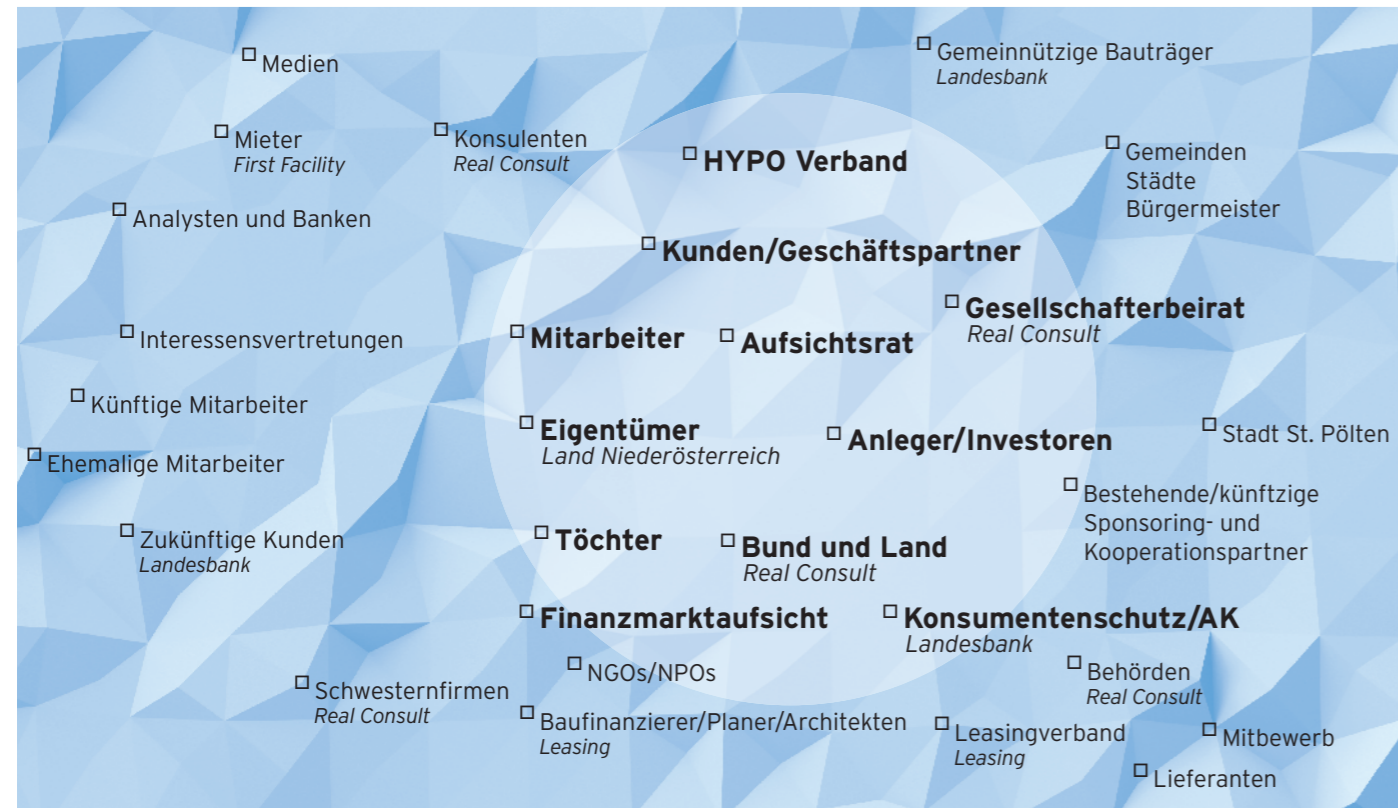 Medien
Gemeinnützige Bauträger
Landesbank
Mieter
First Facility
Konsulenten
Real Consult
HYPO Verband
Gemeinden
Städte
Bürgermeister
Analysten und Banken
Kunden/Geschäftspartner
Gesellschafterbeirat
Real Consult
Interessensvertretungen
Mitarbeiter
Aufsichtsrat
Künftige Mitarbeiter
Eigentümer
Land Niederösterreich
Anleger/Investoren
Stadt St. Pölten
Ehemalige Mitarbeiter
Bestehende/künftzige
Sponsoring- und
Kooperationspartner
Zukünftige Kunden
Landesbank
Töchter
Bund und Land
Real Consult
Finanzmarktaufsicht
Konsumentenschutz/AK
Landesbank
NGOs/NPOs
Behörden
Real Consult
Schwesternfirmen
Real Consult
Baufinanzierer/Planer/Architekten
Leasing
Leasingverband
Leasing
Mitbewerb
Lieferanten